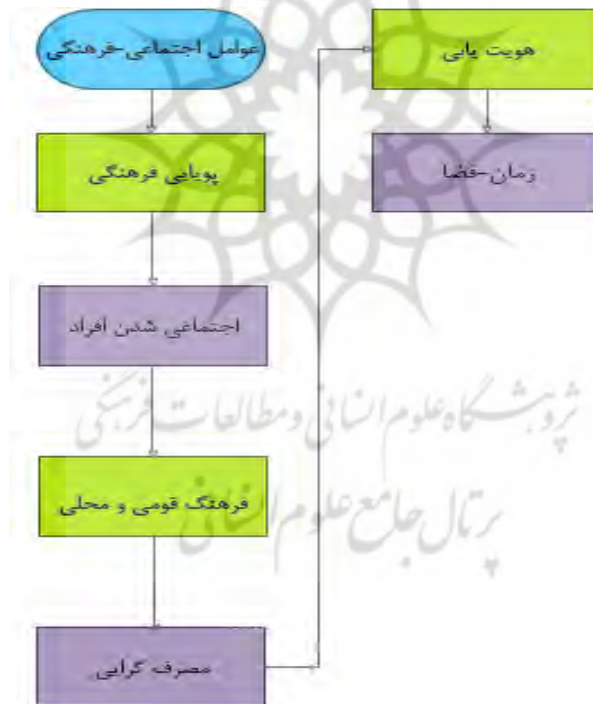 عوامل اجتماعی-فرهنگی
پویایی فرهنگی
اجتماعی شدن افراد
فرهنگ قومی و محلی
مصرف گرایی
هویت یابی
زمان-فضا
پژوهشگاه علوم انسانی و مطالعات فرهنگی
پرتال جامع علوم انسانی